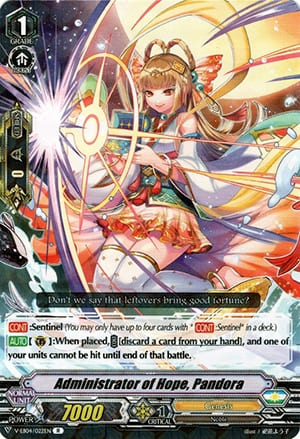 1
GRADE
BOOST
Don't we say that leftovers bring good fortune?
CONT:Sentinel (You may only have up to four cards with "CONT:Sentinel" in a deck.)
AUTO [ ]:When placed, [discard a card from your hand], and one of
your units cannot be hit until end of that battle.
NORMAL
UNIT
Administrator of Hope, Pandora
POWER
7000
1
CRITICAL
Genesis
Noble
V-EB04/022EN R